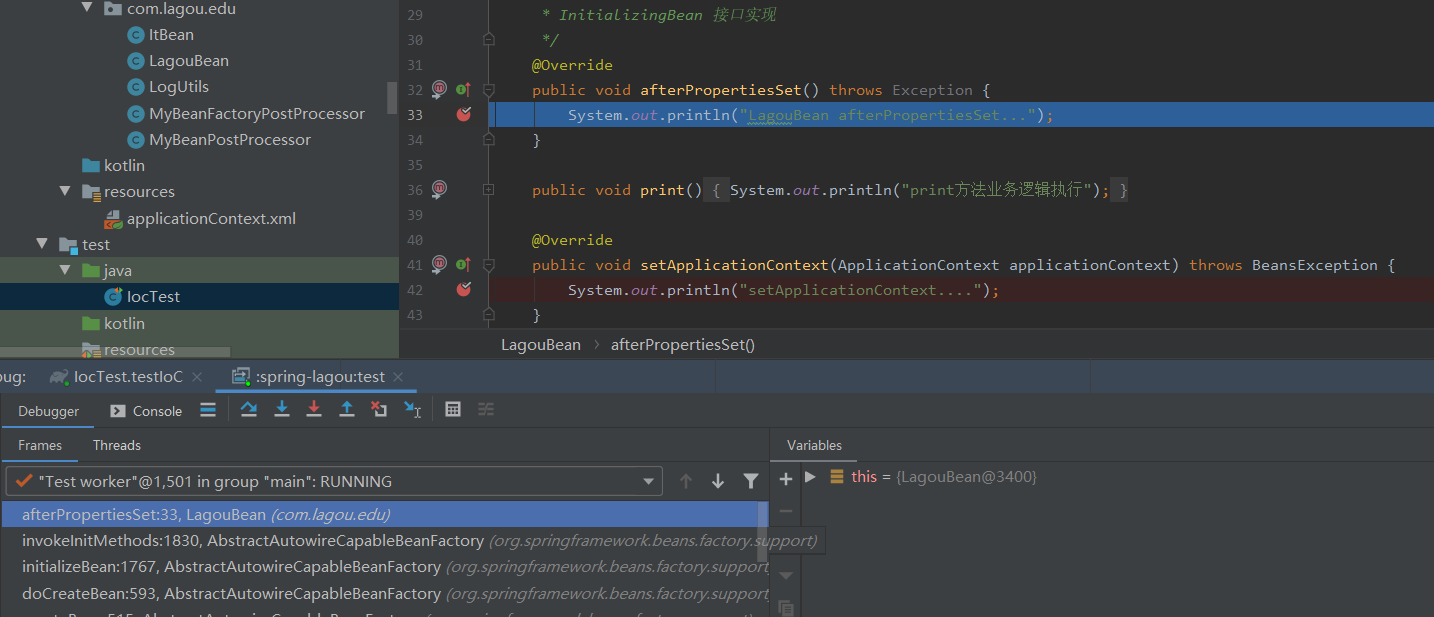 com.lagou.edu
ItBean
LagouBean
LogUtils
MyBeanFactoryPostProcessor
MyBeanPostProcessor
kotlin
resources
applicationContext.xml
test
java
IocTest
kotlin
resources
29 * InitializingBean 接口实现
30 */
31 @Override
32 public void afterPropertiesSet() throws Exception {
33 System.out.println("LagouBean afterPropertiesSet...");
34 }
35
36 public void print() { System.out.println("print方法业务逻辑执行"); }
39
40 @Override
41 public void setApplicationContext(ApplicationContext applicationContext) throws BeansException {
42 System.out.println("setApplicationContext....");
43 }
LagouBean > afterPropertiesSet()
bug: IocTest.testIoC × :spring-lagou:test ×
Debugger Console
Frames Threads Variables
"Test worker"@1,501 in group "main": RUNNING
this = {LagouBean@3400}
afterPropertiesSet:33, LagouBean (com.lagou.edu)
invokeInitMethods:1830, AbstractAutowireCapableBeanFactory (org.springframework.beans.factory.support)
initializeBean:1767, AbstractAutowireCapableBeanFactory (org.springframework.beans.factory.support
doCreateBean:593, AbstractAutowireCapableBeanFactory (org.springframework.beans.factory.support